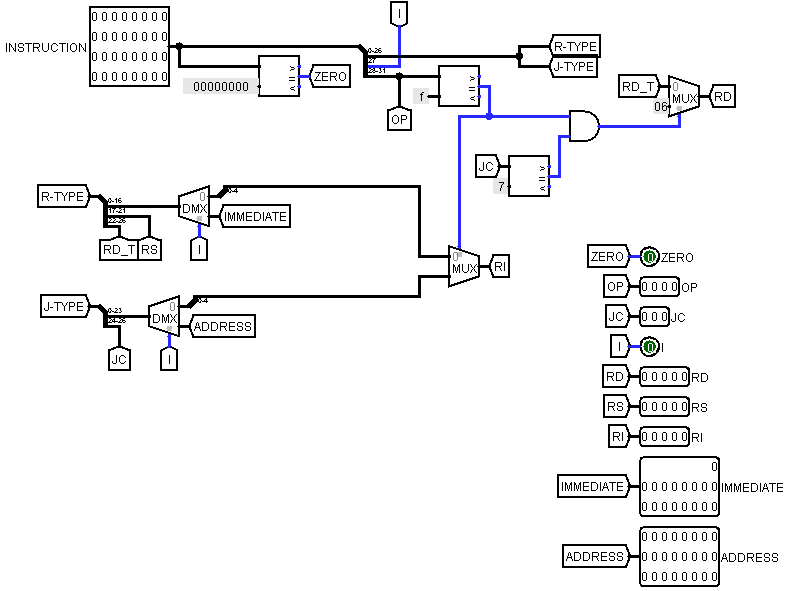 I
INSTRUCTION
0 0 0 0 0 0 0 0
0 0 0 0 0 0 0 0
0 0 0 0 0 0 0 0
0 0 0 0 0 0 0 0
00000000
ZERO
0-26
27
28-31
R-TYPE
J-TYPE
OP
f
RD_T
06
0
MUX
RD
JC
7
R-TYPE
0-16
17-21
22-26
RD_T
RS
0
DMX
0-4
IMMEDIATE
I
0
MUX
RI
J-TYPE
0-23
24-26
JC
0
DMX
0-4
ADDRESS
I
ZERO 0 ZERO
OP 0 0 0 0 OP
JC 0 0 0 JC
I 0 I
RD 0 0 0 0 0 RD
RS 0 0 0 0 0 RS
RI 0 0 0 0 0 RI
0
IMMEDIATE 0 0 0 0 0 0 0 0 IMMEDIATE
0 0 0 0 0 0 0 0
0 0 0 0 0 0 0 0
ADDRESS 0 0 0 0 0 0 0 0 ADDRESS
0 0 0 0 0 0 0 0